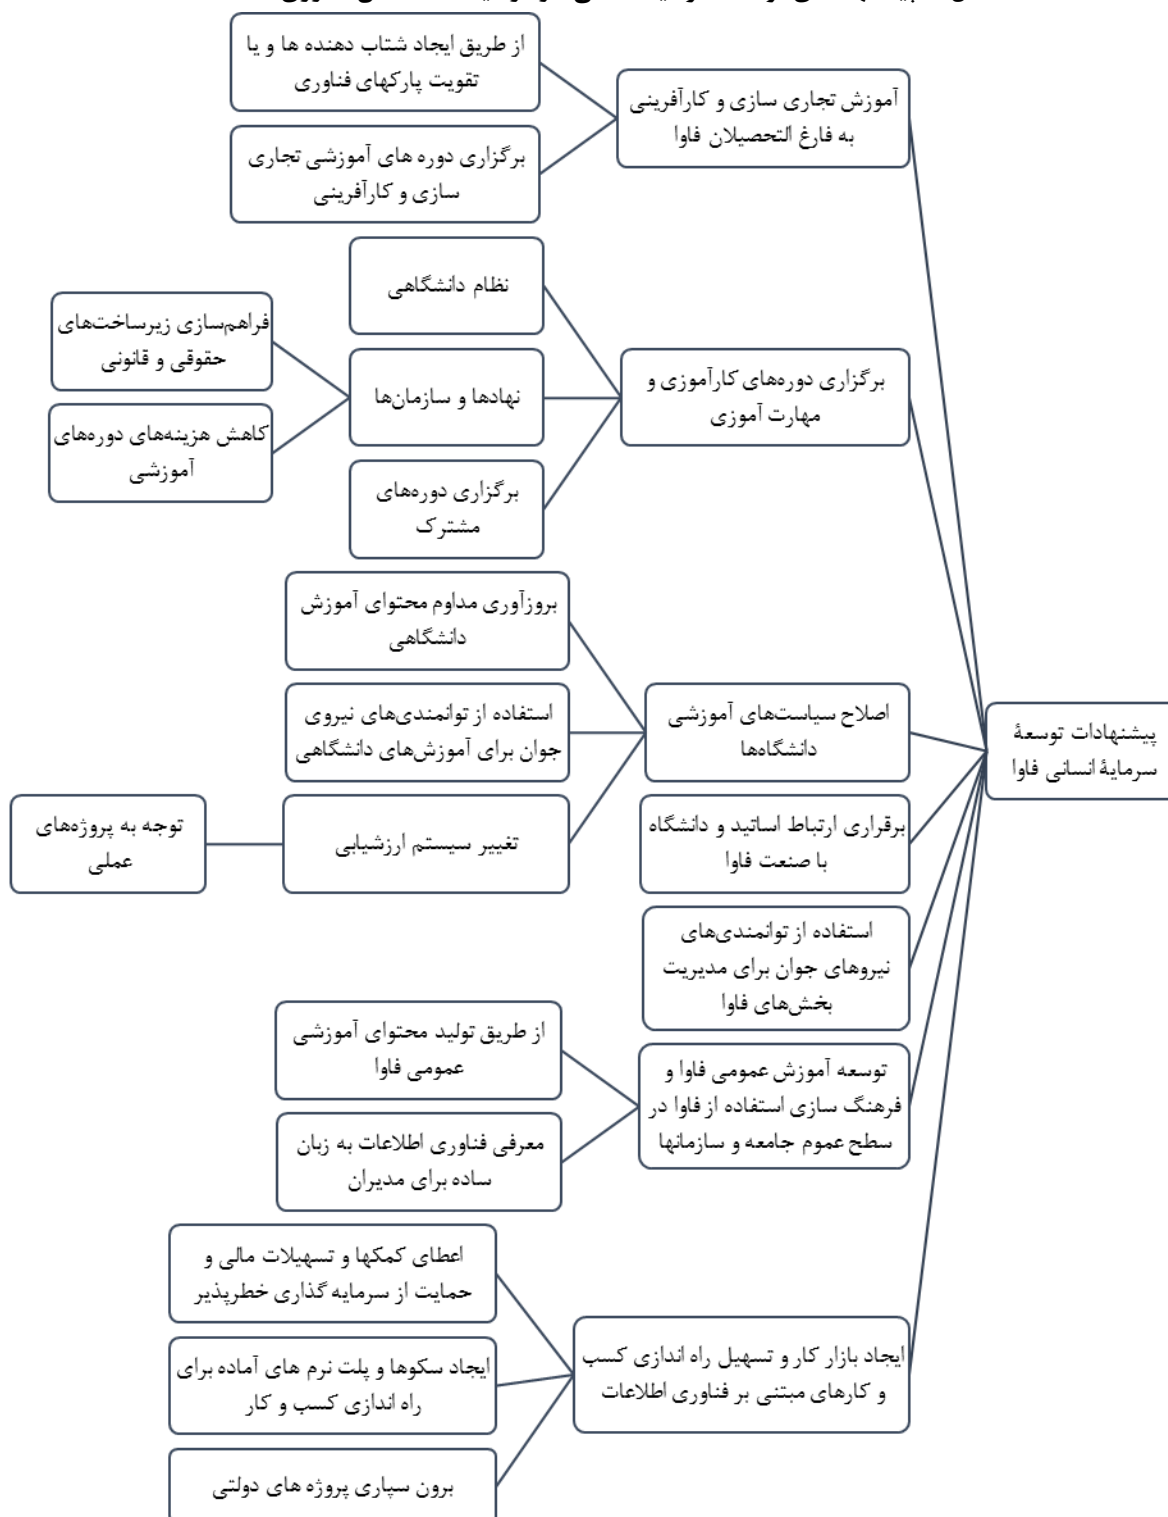 از طریق ایجاد شتاب دهنده ها و یا
تقویت پارکهای فناوری
آموزش تجاری سازی و کارآفرینی
به فارغ التحصیلان فاوا
برگزاری دوره های آموزشی تجاری
سازی و کارآفرینی
نظام دانشگاهی
فراهم‌سازی زیرساخت‌های
حقوقی و قانونی
برگزاری دوره‌های کارآموزی و
مهارت آموزی
نهادها و سازمان‌ها
کاهش هزینه‌های دوره‌های
آموزشی
برگزاری دوره‌های
مشترک
بروزآوری مداوم محتوای آموزش
دانشگاهی
اصلاح سیاست‌های آموزشی
دانشگاه‌ها
استفاده از توانمندی‌های نیروی
جوان برای آموزش‌های دانشگاهی
پیشنهادات توسعهٔ
سرمایهٔ انسانی فاوا
تغییر سیستم ارزشیابی
توجه به پروژه‌های
عملی
برقراری ارتباط اساتید و دانشگاه
با صنعت فاوا
استفاده از توانمندی‌های
نیروهای جوان برای مدیریت
بخش‌های فاوا
از طریق تولید محتوای آموزشی
عمومی فاوا
توسعه آموزش عمومی فاوا و
فرهنگ سازی استفاده از فاوا در
سطح عموم جامعه و سازمانها
معرفی فناوری اطلاعات به زبان
ساده برای مدیران
اعطای کمکها و تسهیلات مالی و
حمایت از سرمایه گذاری خطرپذیر
ایجاد بازار کار و تسهیل راه اندازی کسب
و کارهای مبتنی بر فناوری اطلاعات
ایجاد سکوها و پلت نرم های آماده برای
راه اندازی کسب و کار
برون سپاری پروژه های دولتی